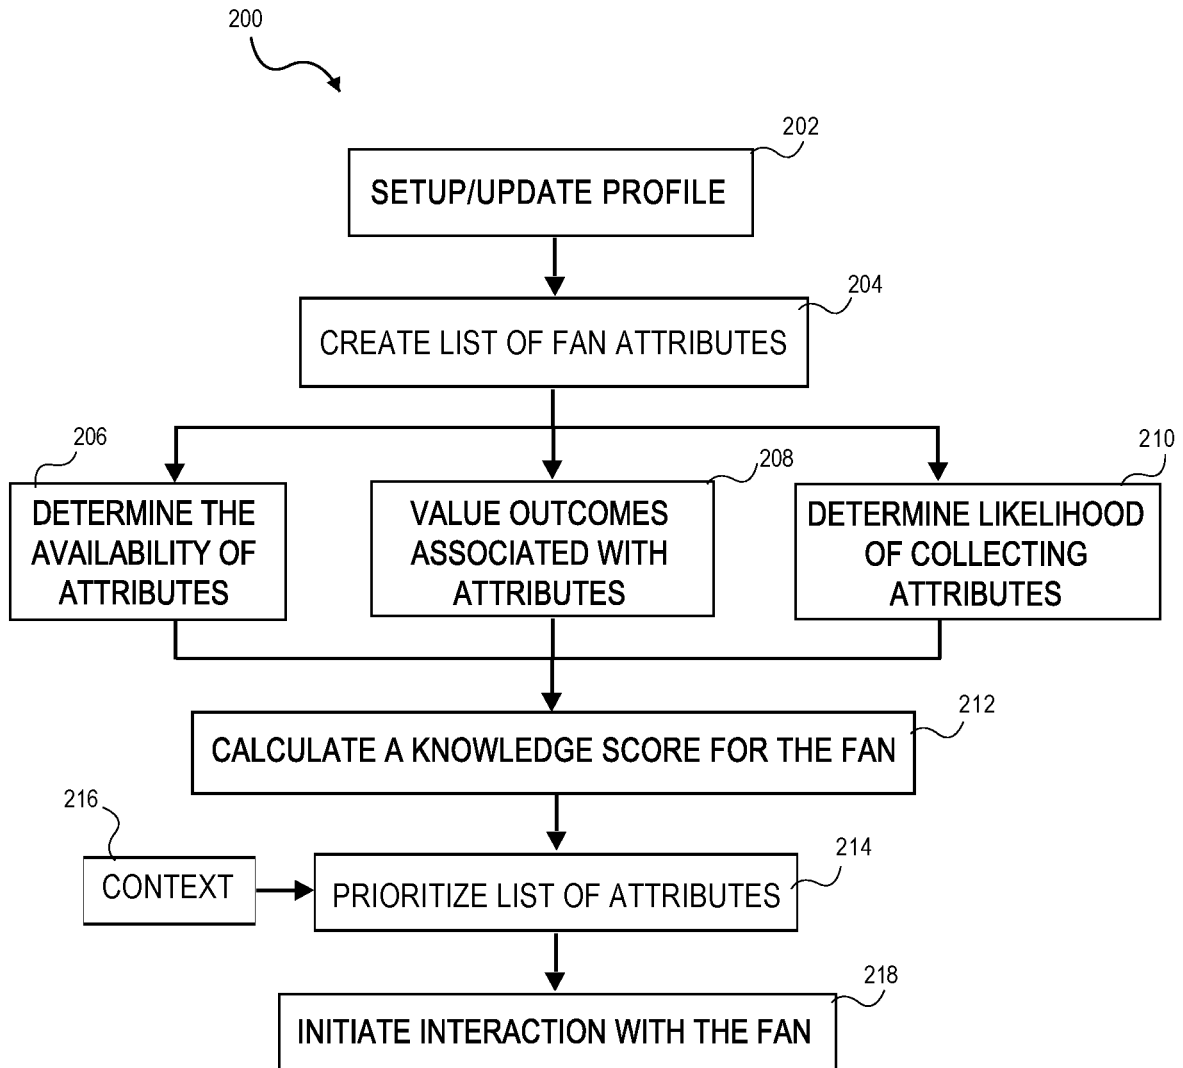 200
202
SETUP/UPDATE PROFILE
204
CREATE LIST OF FAN ATTRIBUTES
206
DETERMINE THE
AVAILABILITY OF
ATTRIBUTES
208
VALUE OUTCOMES
ASSOCIATED WITH
ATTRIBUTES
210
DETERMINE LIKELIHOOD
OF COLLECTING
ATTRIBUTES
212
CALCULATE A KNOWLEDGE SCORE FOR THE FAN
216
CONTEXT
214
PRIORITIZE LIST OF ATTRIBUTES
218
INITIATE INTERACTION WITH THE FAN